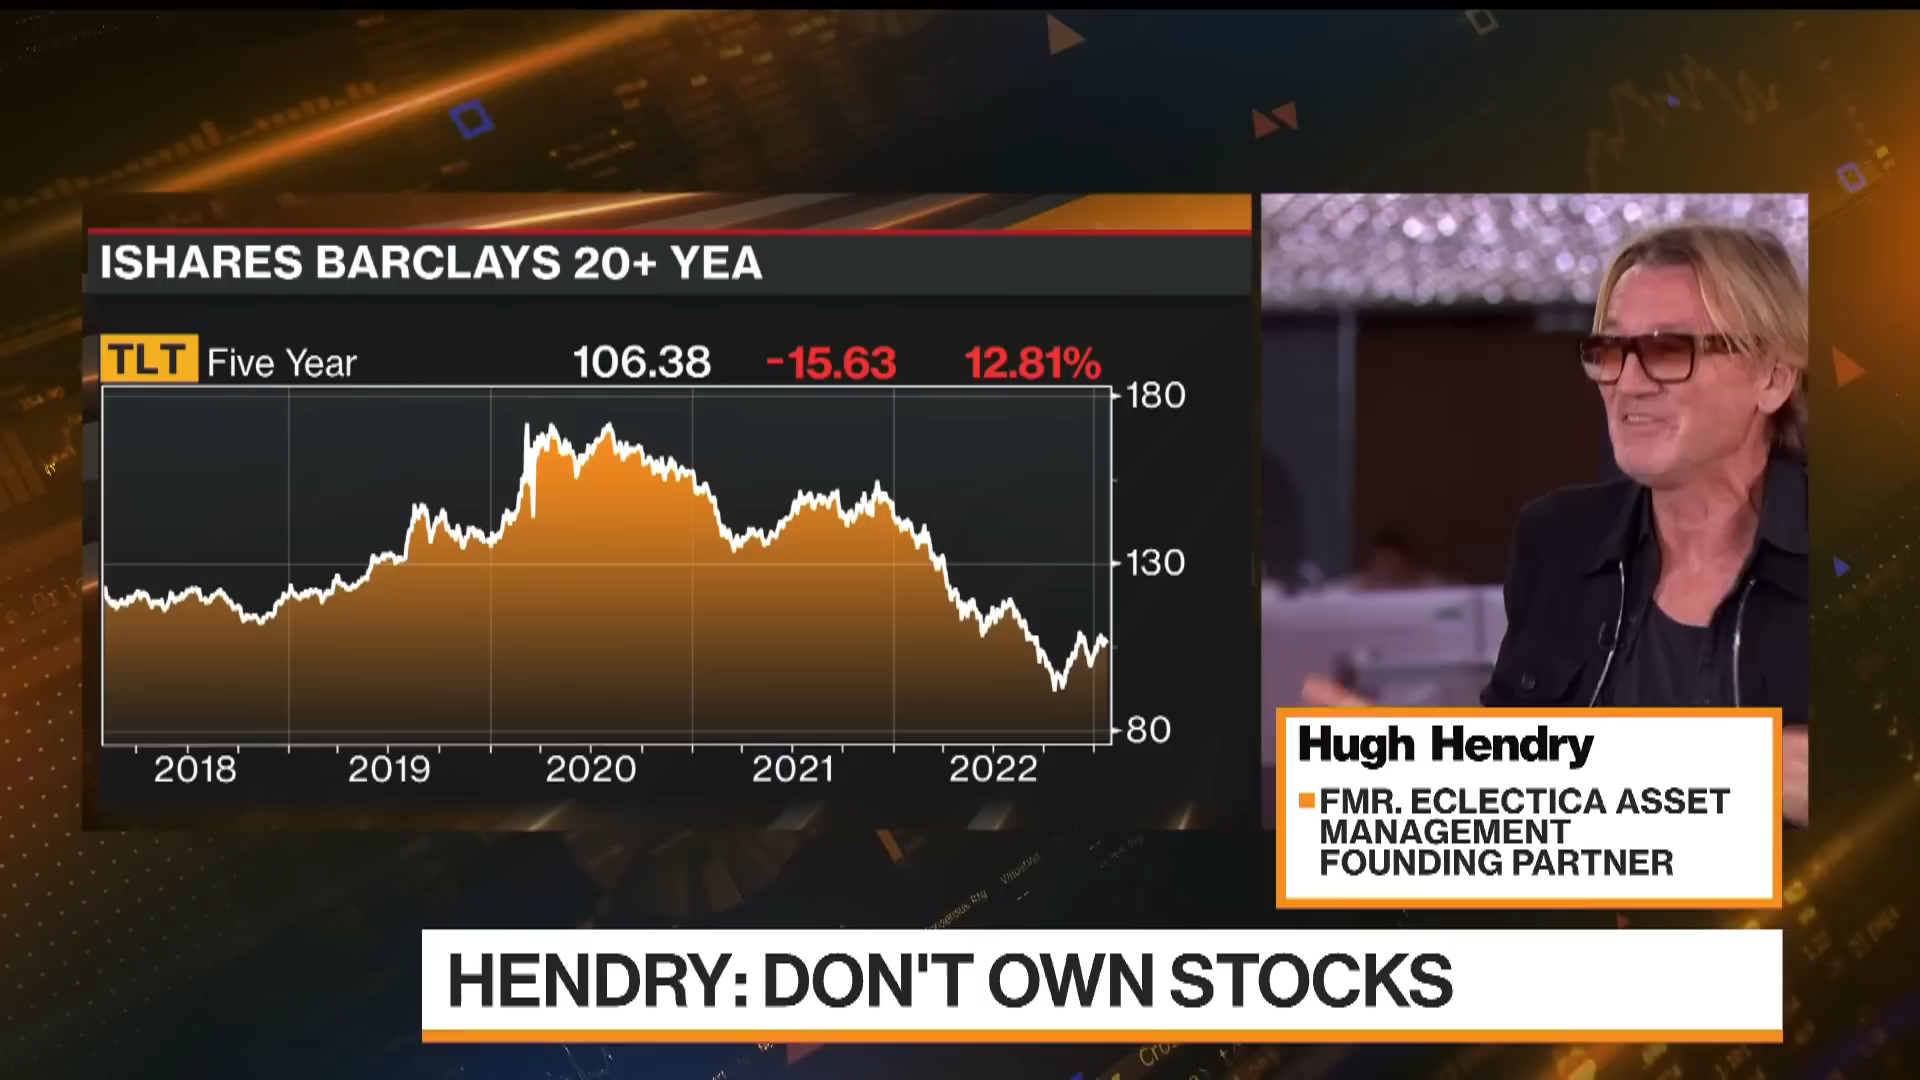 ISHARES BARCLAYS 20+ YEA
TLT Five Year 106.38 -15.63 12.81%
180
130
80
2018 2019 2020 2021 2022
Hugh Hendry
FMR. ECLECTICA ASSET
MANAGEMENT
FOUNDING PARTNER
HENDRY: DON'T OWN STOCKS